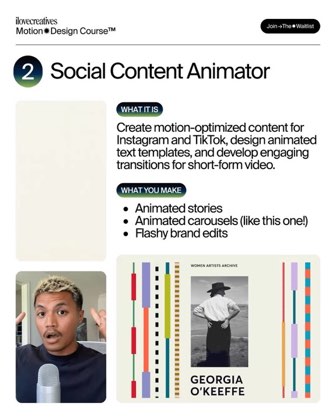 ilovecreatives
Motion✹Design Course™
Join→The✹Waitlist
2 Social Content Animator
WHAT IT IS
Create motion-optimized content for
Instagram and TikTok, design animated
text templates, and develop engaging
transitions for short-form video.
WHAT YOU MAKE
• Animated stories
• Animated carousels (like this one!)
• Flashy brand edits
WOMEN ARTISTS ARCHIVE
GEORGIA
O'KEEFFE